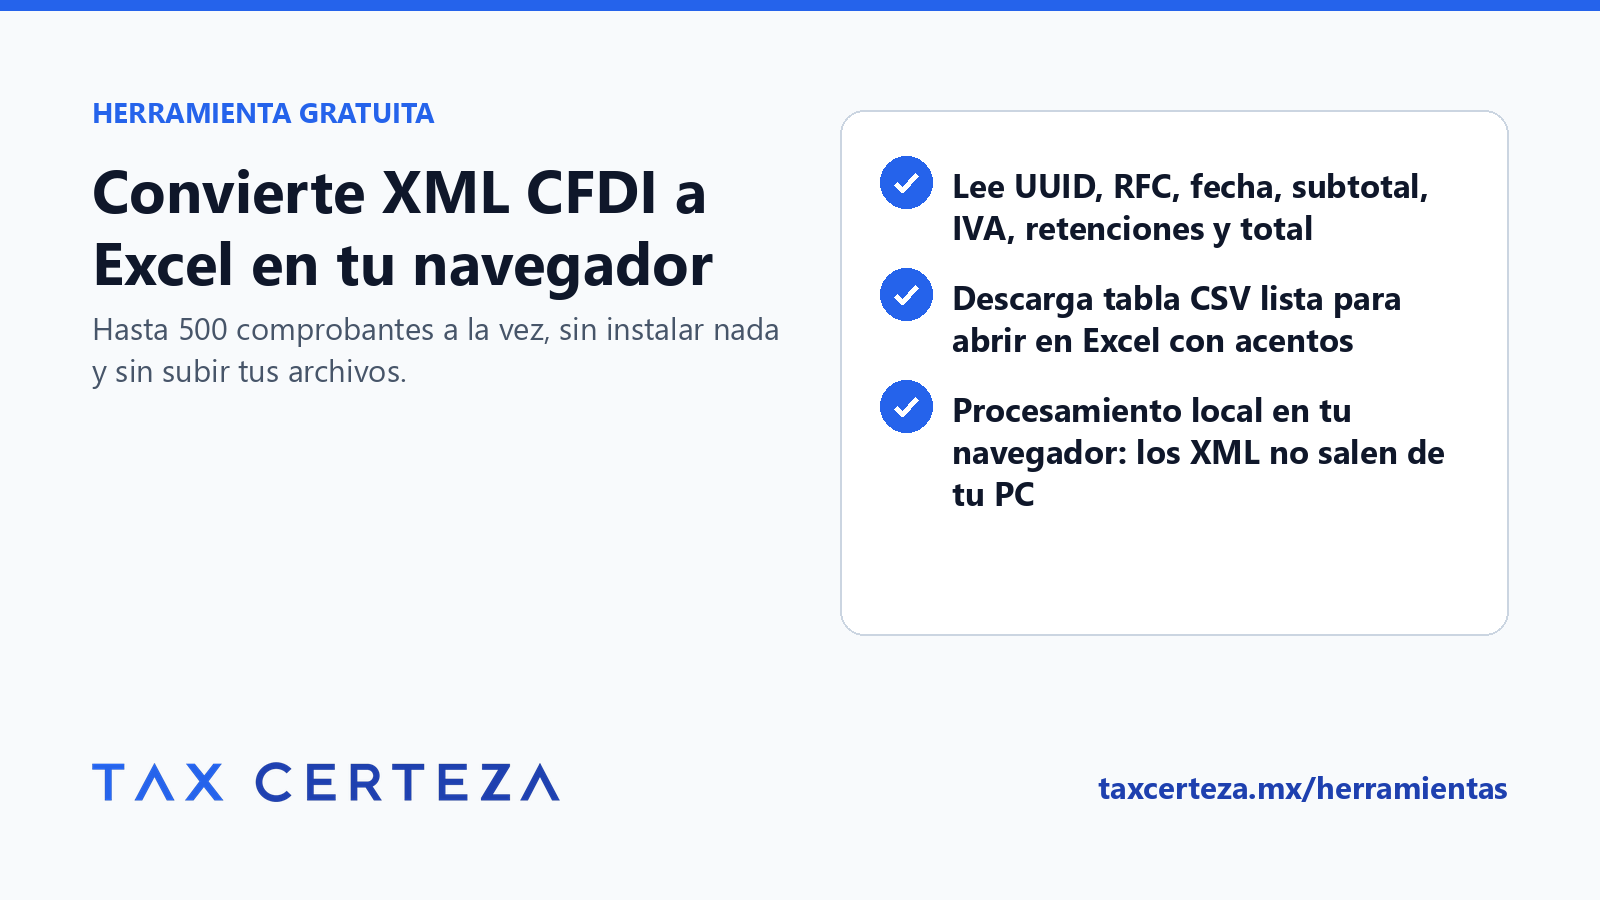 HERRAMIENTA GRATUITA
Convierte XML CFDI a
Excel en tu navegador
Hasta 500 comprobantes a la vez, sin instalar nada
y sin subir tus archivos.
Lee UUID, RFC, fecha, subtotal,
IVA, retenciones y total
Descarga tabla CSV lista para
abrir en Excel con acentos
Procesamiento local en tu
navegador: los XML no salen de
tu PC
TAX CERTEZA
taxcerteza.mx/herramientas